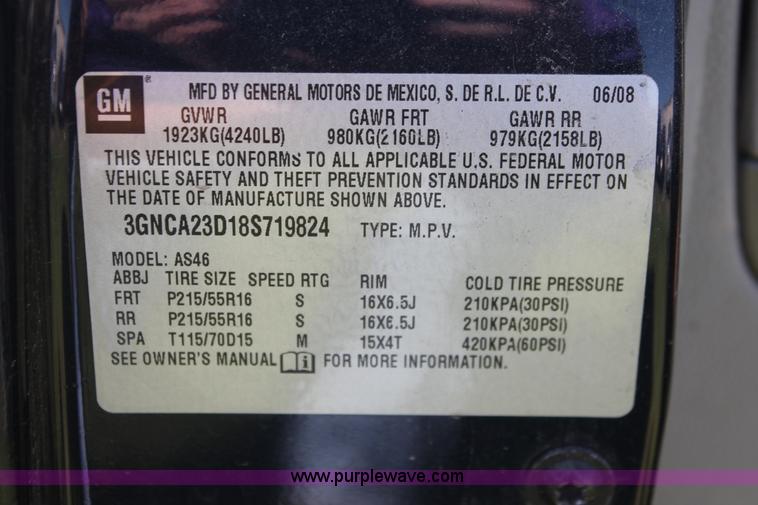 GM ® MFD BY GENERAL MOTORS DE MEXICO, S. DE R.L. DE C.V. 06/08
GVWR GAWR FRT GAWR RR
1923KG(4240LB) 980KG(2160LB) 979KG(2158LB)
THIS VEHICLE CONFORMS TO ALL APPLICABLE U.S. FEDERAL MOTOR
VEHICLE SAFETY AND THEFT PREVENTION STANDARDS IN EFFECT ON
THE DATE OF MANUFACTURE SHOWN ABOVE.
3GNCA23D18S719824 TYPE: M.P.V.
MODEL: AS46
ABBJ TIRE SIZE SPEED RTG RIM COLD TIRE PRESSURE
FRT P215/55R16 S 16X6.5J 210KPA(30PSI)
RR P215/55R16 S 16X6.5J 210KPA(30PSI)
SPA T115/70D15 M 15X4T 420KPA(60PSI)
SEE OWNER'S MANUAL FOR MORE INFORMATION.
www.purplewave.com